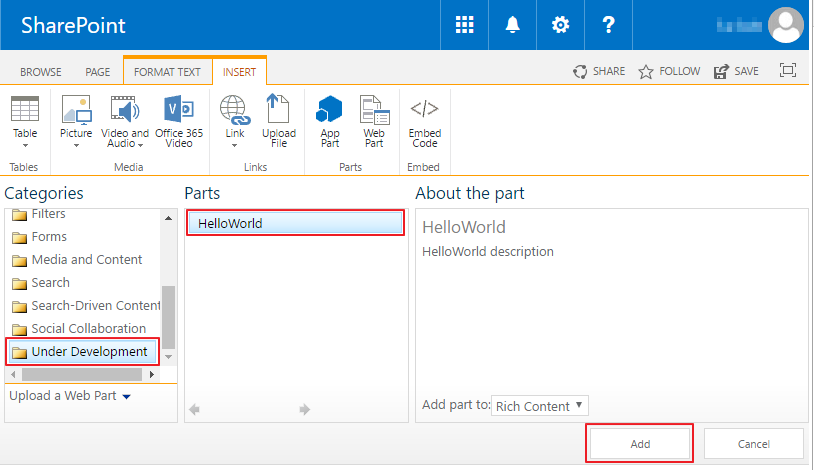 SharePoint
?
BROWSE PAGE FORMAT TEXT INSERT SHARE FOLLOW SAVE
Table Picture Video and Audio Office 365 Video Link Upload File App Part Web Part Embed Code
Tables Media Links Parts Embed
Categories Parts About the part
Filters
Forms
Media and Content
Search
Search-Driven Content
Social Collaboration
Under Development
Upload a Web Part
HelloWorld
HelloWorld
HelloWorld description
Add part to: Rich Content
Add Cancel